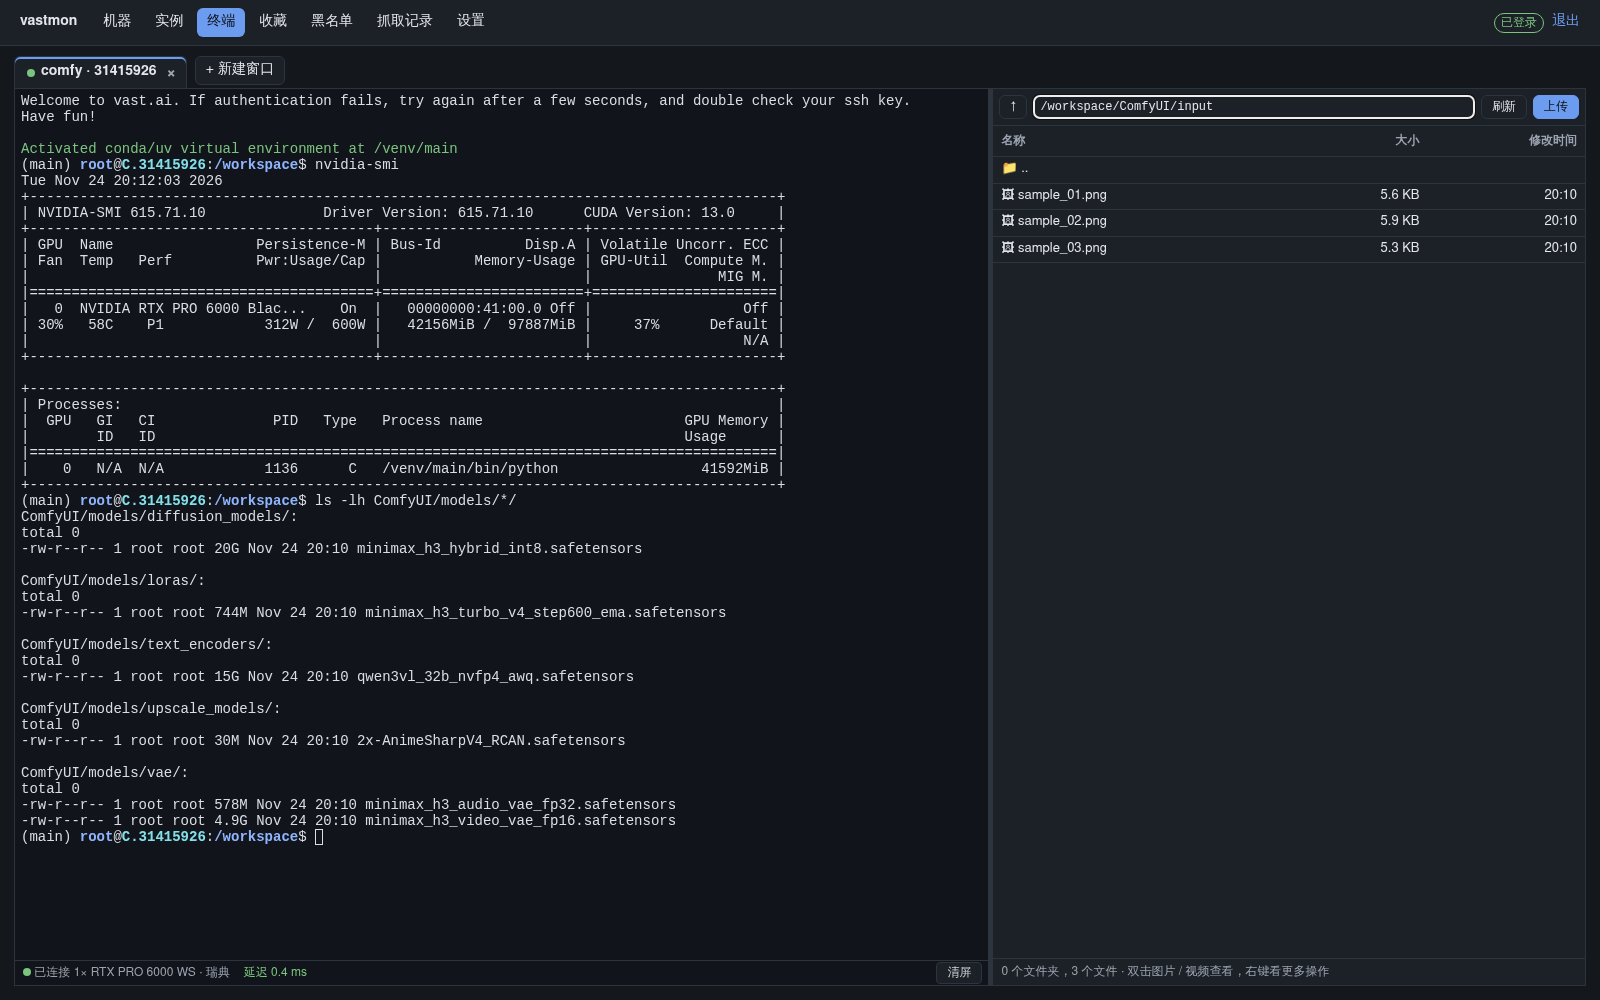 vastmon 机器 实例 终端 收藏 黑名单 抓取记录 设置 已登录 退出
comfy · 31415926 × + 新建窗口
Welcome to vast.ai. If authentication fails, try again after a few seconds, and double check your ssh key.
Have fun!
Activated conda/uv virtual environment at /venv/main
(main) root@C.31415926:/workspace$ nvidia-smi
Tue Nov 24 20:12:03 2026
+-----------------------------------------------------------------------------------------+
| NVIDIA-SMI 615.71.10              Driver Version: 615.71.10      CUDA Version: 13.0     |
+-----------------------------------------+------------------------+----------------------+
| GPU  Name                 Persistence-M | Bus-Id          Disp.A | Volatile Uncorr. ECC |
| Fan  Temp   Perf          Pwr:Usage/Cap |           Memory-Usage | GPU-Util  Compute M. |
|                                         |                        |               MIG M. |
|=========================================+========================+======================|
|   0  NVIDIA RTX PRO 6000 Blac...    On  |   00000000:41:00.0 Off |                  Off |
| 30%   58C    P1            312W /  600W |   42156MiB /  97887MiB |     37%      Default |
|                                         |                        |                  N/A |
+-----------------------------------------+------------------------+----------------------+
+-----------------------------------------------------------------------------------------+
| Processes:                                                                              |
|  GPU   GI   CI              PID   Type   Process name                        GPU Memory |
|        ID   ID                                                               Usage      |
|=========================================================================================|
|    0   N/A  N/A            1136      C   /venv/main/bin/python                 41592MiB |
+-----------------------------------------------------------------------------------------+
(main) root@C.31415926:/workspace$ ls -lh ComfyUI/models/*/
ComfyUI/models/diffusion_models/:
total 0
-rw-r--r-- 1 root root 20G Nov 24 20:10 minimax_h3_hybrid_int8.safetensors
ComfyUI/models/loras/:
total 0
-rw-r--r-- 1 root root 744M Nov 24 20:10 minimax_h3_turbo_v4_step600_ema.safetensors
ComfyUI/models/text_encoders/:
total 0
-rw-r--r-- 1 root root 15G Nov 24 20:10 qwen3vl_32b_nvfp4_awq.safetensors
ComfyUI/models/upscale_models/:
total 0
-rw-r--r-- 1 root root 30M Nov 24 20:10 2x-AnimeSharpV4_RCAN.safetensors
ComfyUI/models/vae/:
total 0
-rw-r--r-- 1 root root 578M Nov 24 20:10 minimax_h3_audio_vae_fp32.safetensors
-rw-r--r-- 1 root root 4.9G Nov 24 20:10 minimax_h3_video_vae_fp16.safetensors
(main) root@C.31415926:/workspace$
已连接 1× RTX PRO 6000 WS · 瑞典 延迟 0.4 ms 清屏
↑ /workspace/ComfyUI/input 刷新 上传
名称 大小 修改时间
..
sample_01.png 5.6 KB 20:10
sample_02.png 5.9 KB 20:10
sample_03.png 5.3 KB 20:10
0 个文件夹，3 个文件 · 双击图片 / 视频查看，右键看更多操作